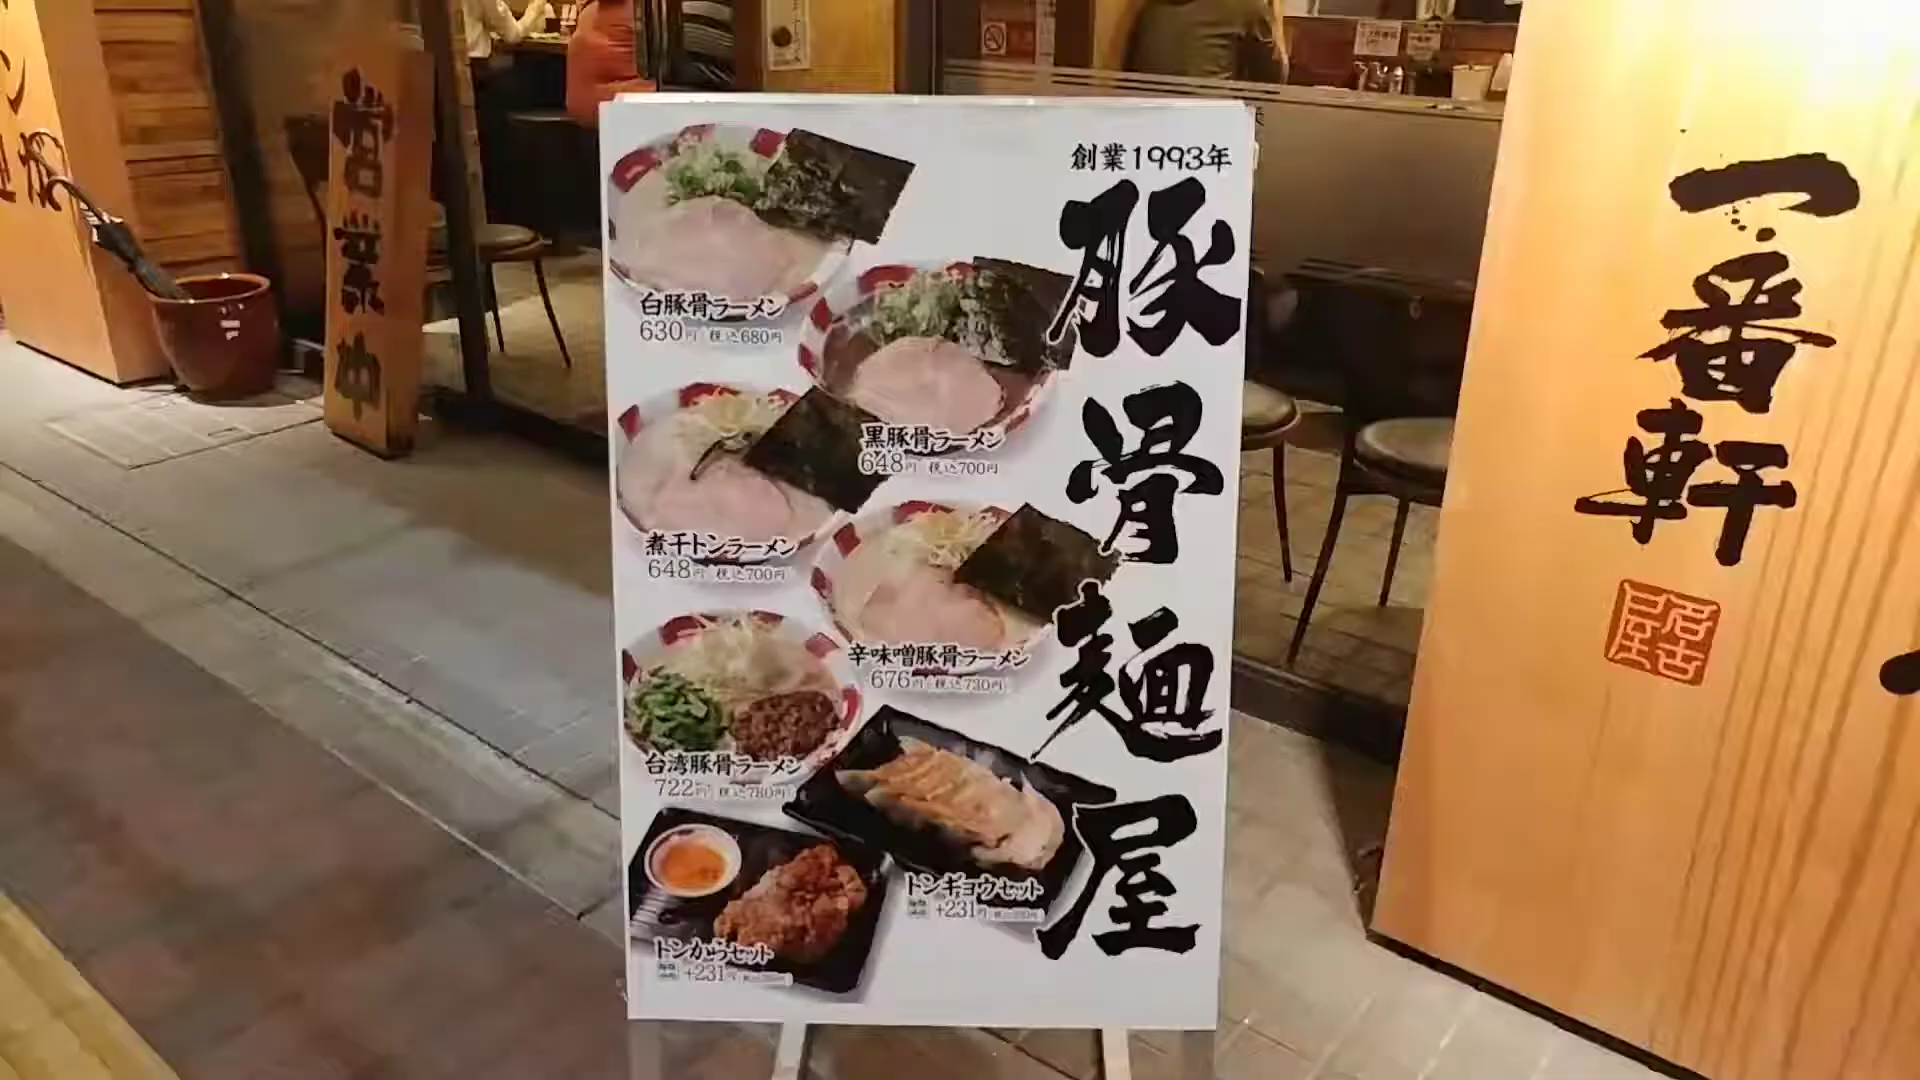 営業中
創業1993年
豚骨麺屋
白豚骨ラーメン
630円（税込680円）
黒豚骨ラーメン
648円（税込700円）
煮干トンラーメン
648円（税込700円）
辛味噌豚骨ラーメン
676円（税込730円）
台湾豚骨ラーメン
722円（税込780円）
トンギョウセット
+231円
トンからセット
+231円
一番軒